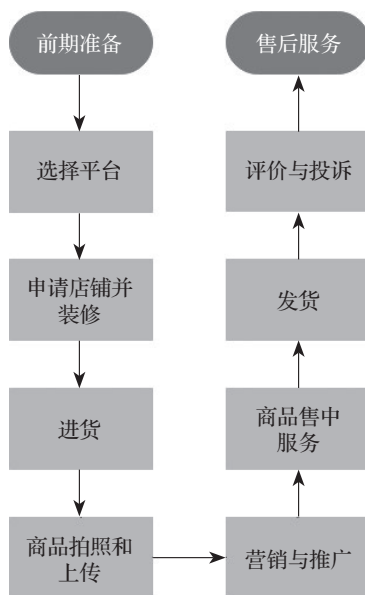 前期准备
选择平台
申请店铺并
装修
进货
商品拍照和
上传
营销与推广
商品售中
服务
发货
评价与投诉
售后服务